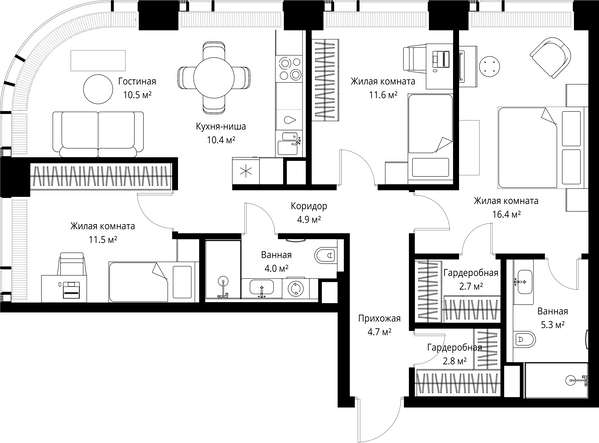 Гостиная
10.5 м²
Кухня-ниша
10.4 м²
Жилая комната
11.6 м²
Жилая комната
16.4 м²
Коридор
4.9 м²
Жилая комната
11.5 м²
Ванная
4.0 м²
Гардеробная
2.7 м²
Ванная
5.3 м²
Прихожая
4.7 м²
Гардеробная
2.8 м²